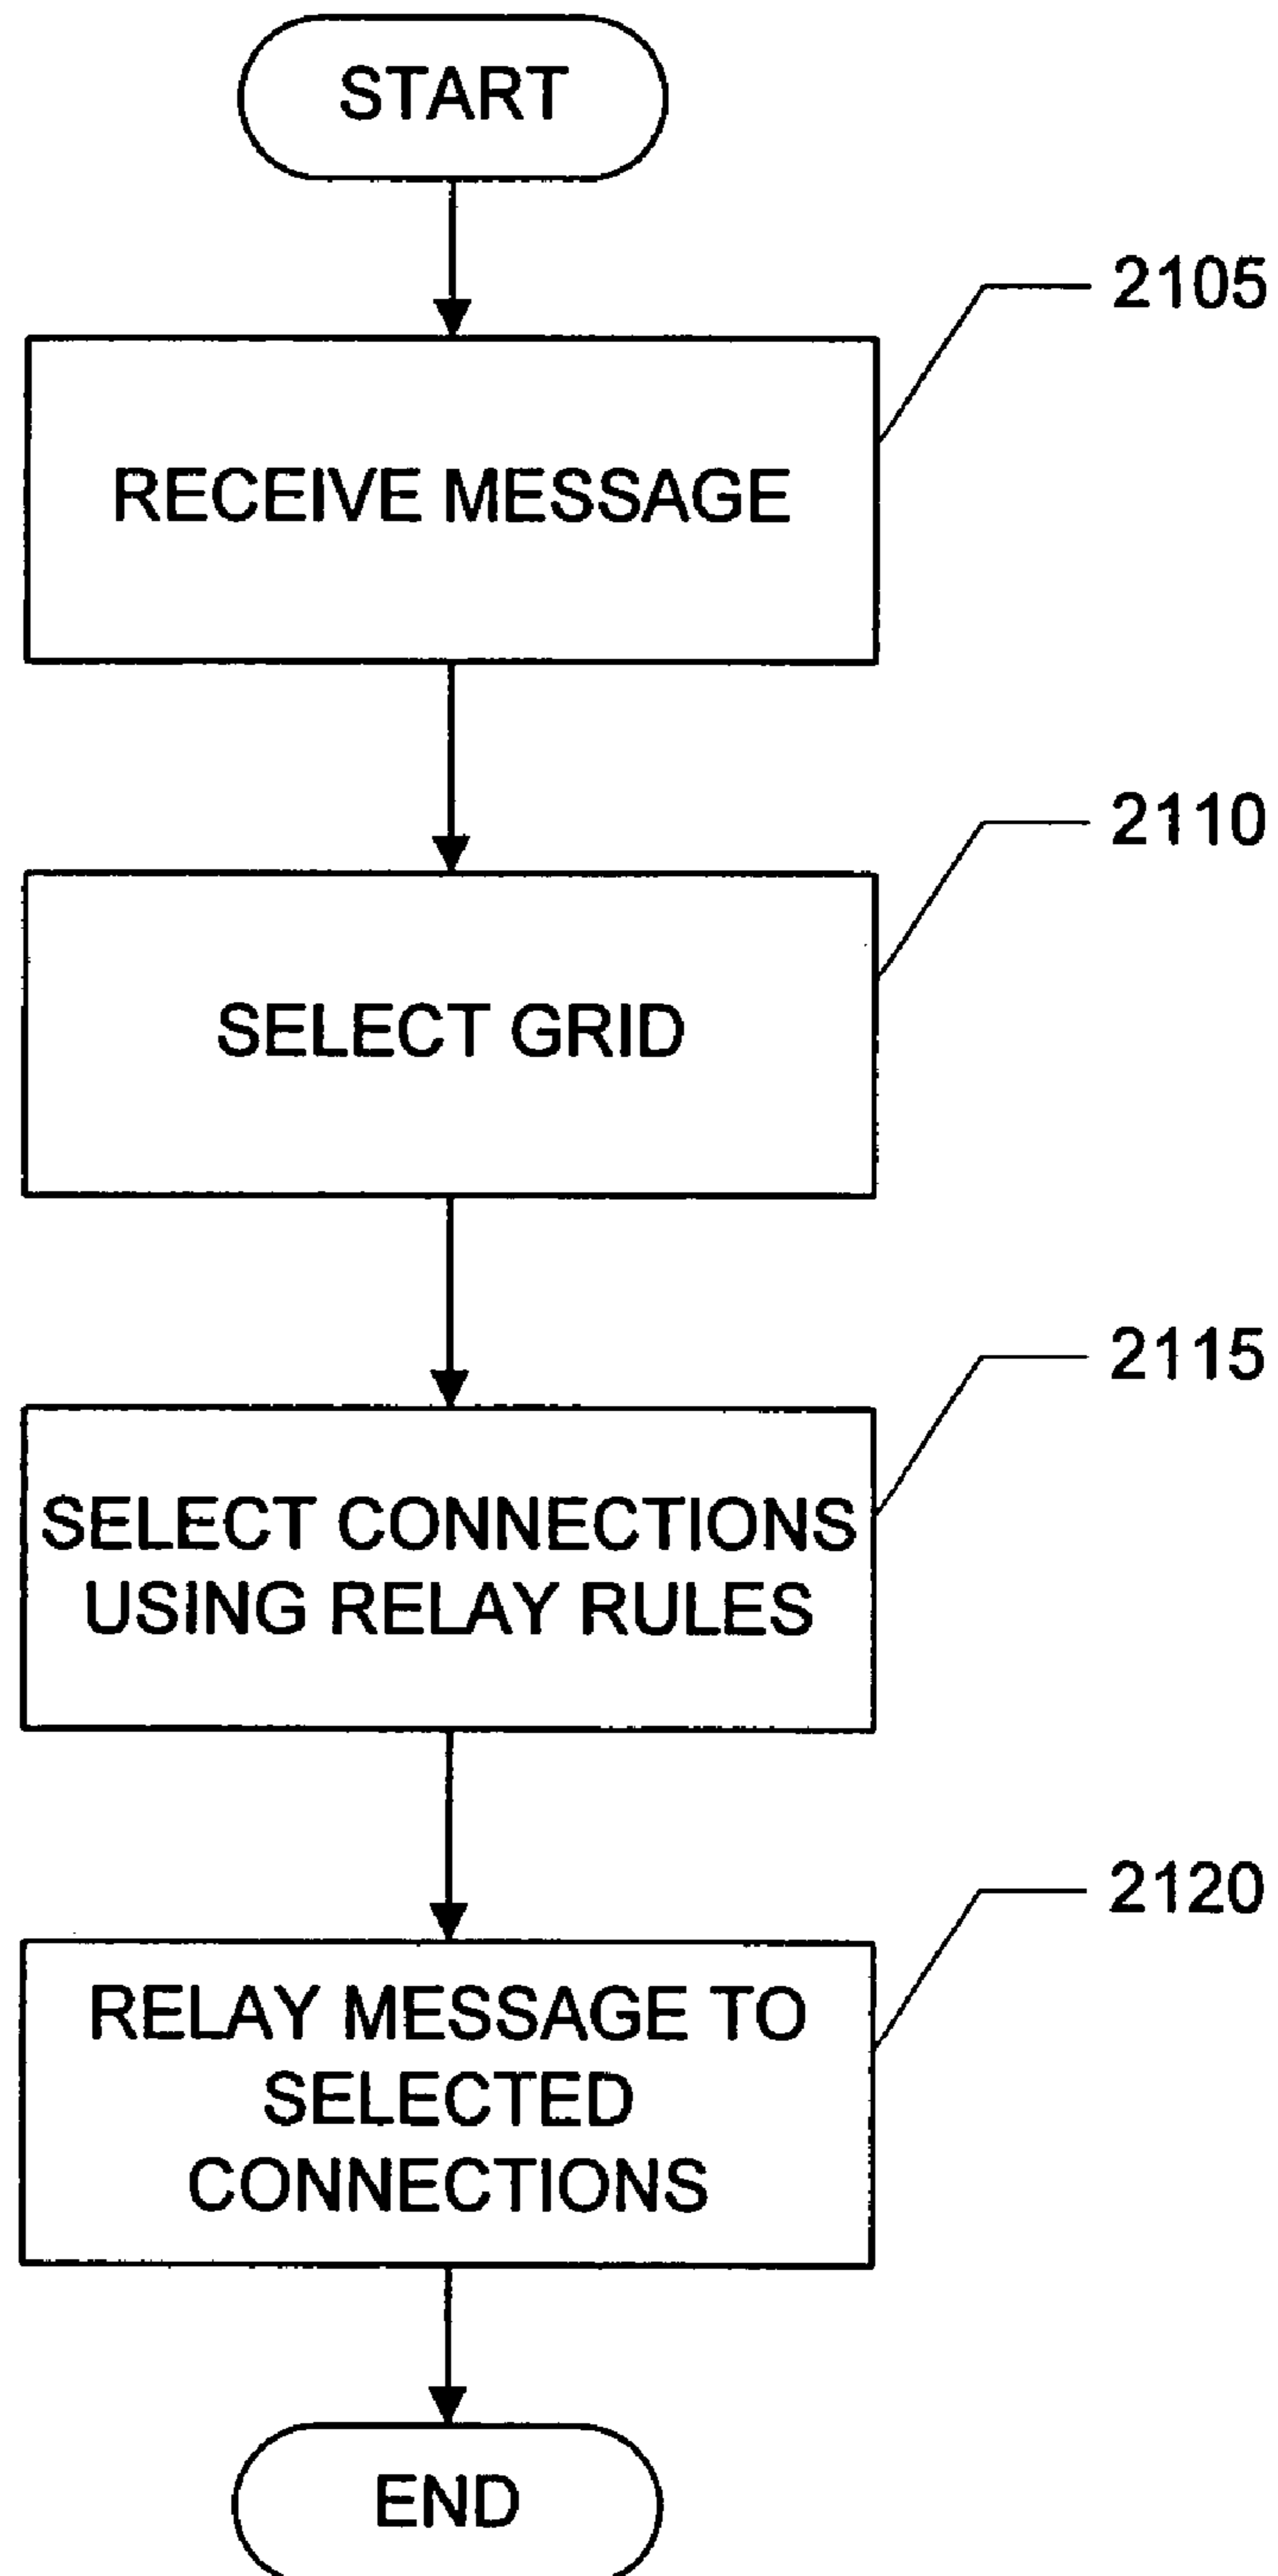 START
2105
RECEIVE MESSAGE
2110
SELECT GRID
2115
SELECT CONNECTIONS
USING RELAY RULES
2120
RELAY MESSAGE TO
SELECTED
CONNECTIONS
END